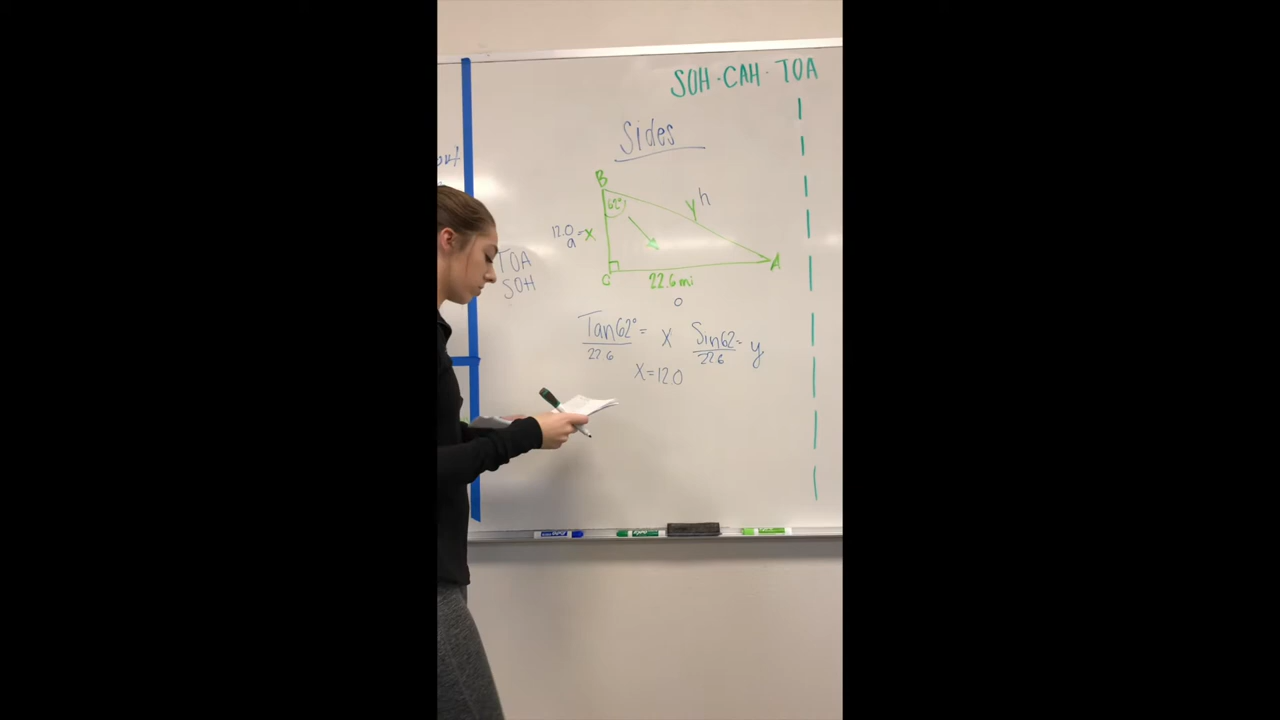 SOH · CAH · TOA
Sides
B
62°
y h
12.0 = x
a
TOA
SOH
C
A
22.6 mi
o
Tan62° = x
22.6
Sin62 = y
22.6
x=12.0